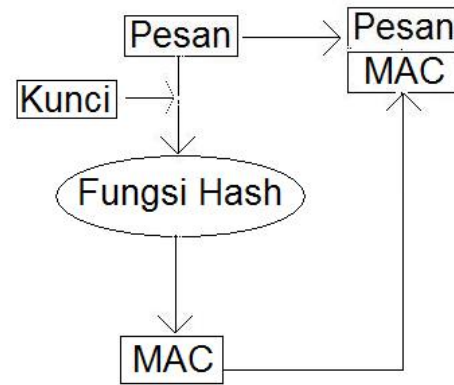 Pesan
Pesan
MAC
Kunci
Fungsi Hash
MAC